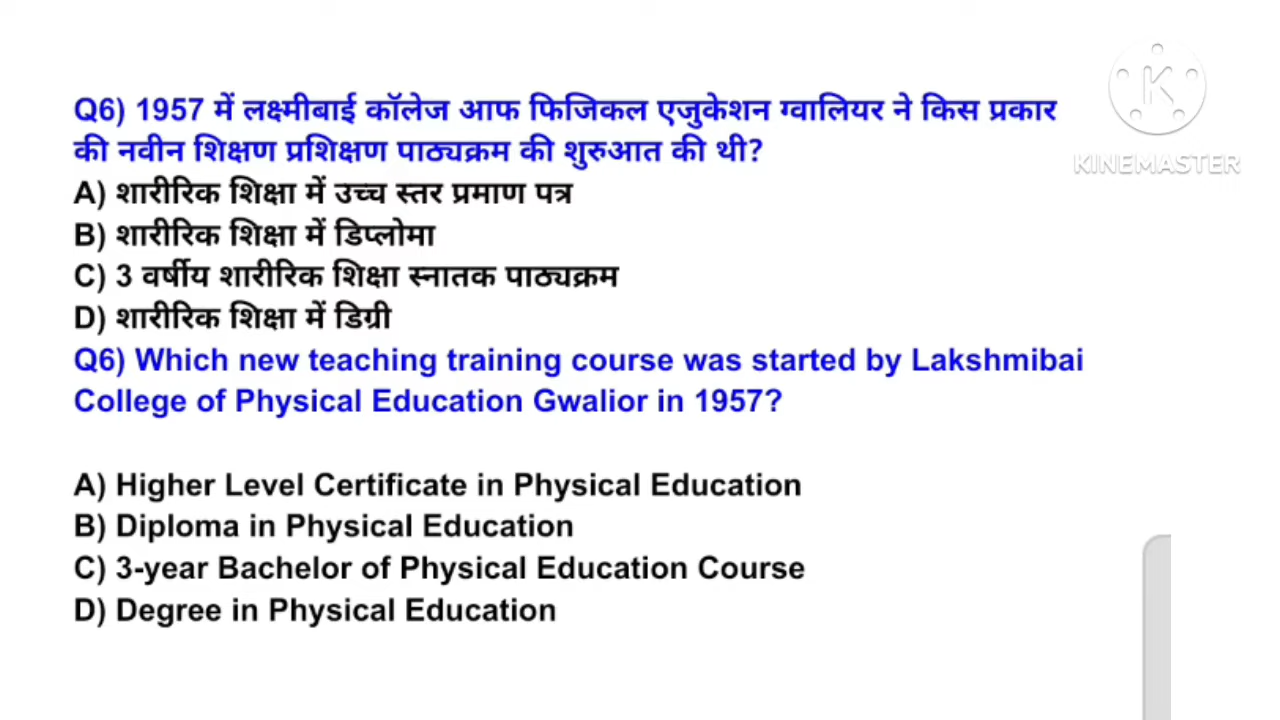 Q6) 1957 में लक्ष्मीबाई कॉलेज आफ फिजिकल एजुकेशन ग्वालियर ने किस प्रकार
की नवीन शिक्षण प्रशिक्षण पाठ्यक्रम की शुरुआत की थी?
A) शारीरिक शिक्षा में उच्च स्तर प्रमाण पत्र
B) शारीरिक शिक्षा में डिप्लोमा
C) 3 वर्षीय शारीरिक शिक्षा स्नातक पाठ्यक्रम
D) शारीरिक शिक्षा में डिग्री
Q6) Which new teaching training course was started by Lakshmibai
College of Physical Education Gwalior in 1957?
A) Higher Level Certificate in Physical Education
B) Diploma in Physical Education
C) 3-year Bachelor of Physical Education Course
D) Degree in Physical Education
K
KINEMASTER